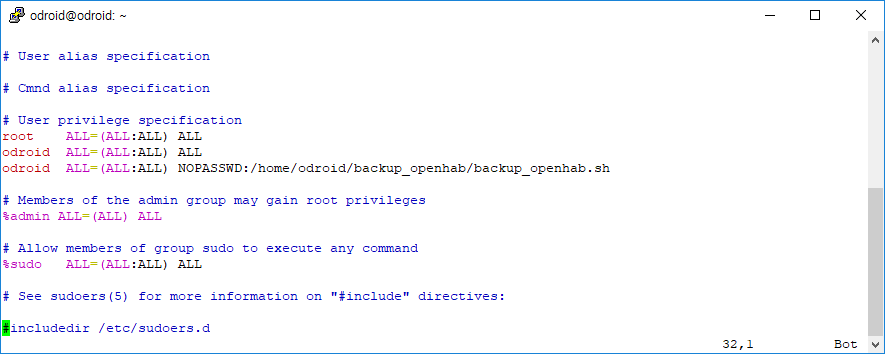 odroid@odroid: ~
# User alias specification
# Cmnd alias specification
# User privilege specification
root    ALL=(ALL:ALL) ALL
odroid  ALL=(ALL:ALL) ALL
odroid  ALL=(ALL:ALL) NOPASSWD:/home/odroid/backup_openhab/backup_openhab.sh
# Members of the admin group may gain root privileges
%admin ALL=(ALL) ALL
# Allow members of group sudo to execute any command
%sudo   ALL=(ALL:ALL) ALL
# See sudoers(5) for more information on "#include" directives:
#includedir /etc/sudoers.d
32,1 Bot